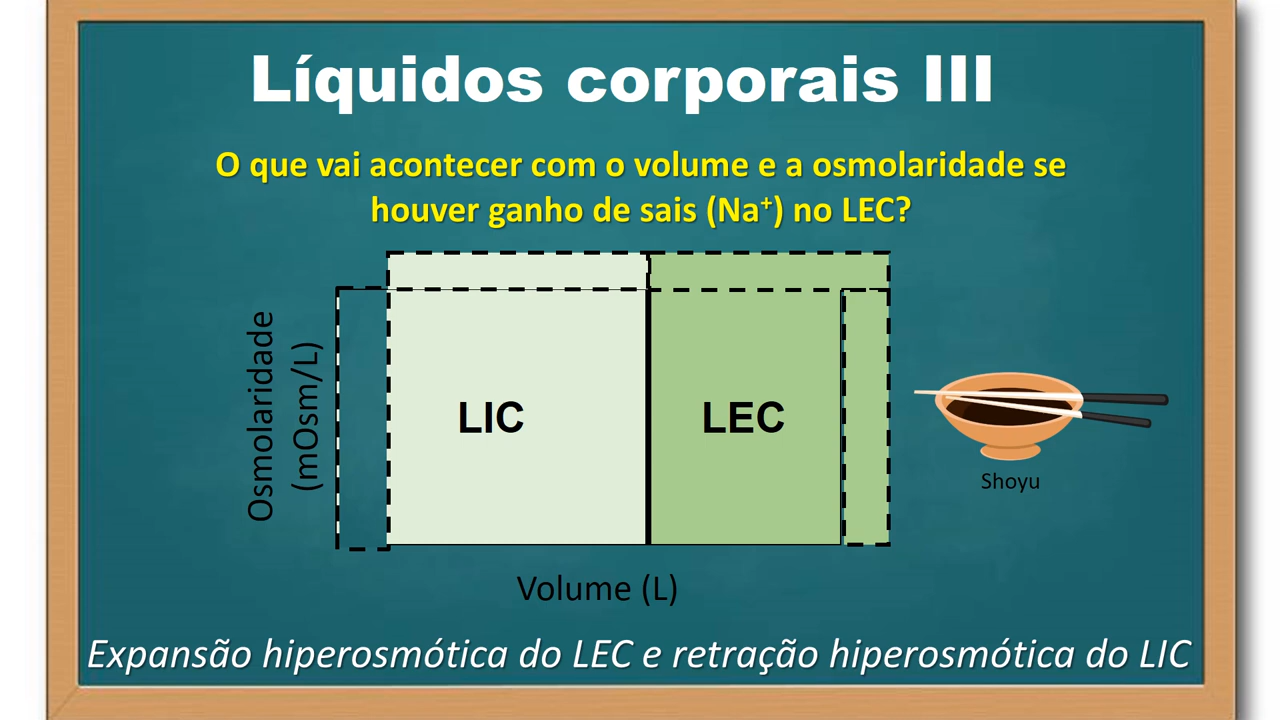 Líquidos corporais III
O que vai acontecer com o volume e a osmolaridade se
houver ganho de sais (Na⁺) no LEC?
Osmolaridade
(mOsm/L)
LIC
LEC
Shoyu
Volume (L)
Expansão hiperosmótica do LEC e retração hiperosmótica do LIC